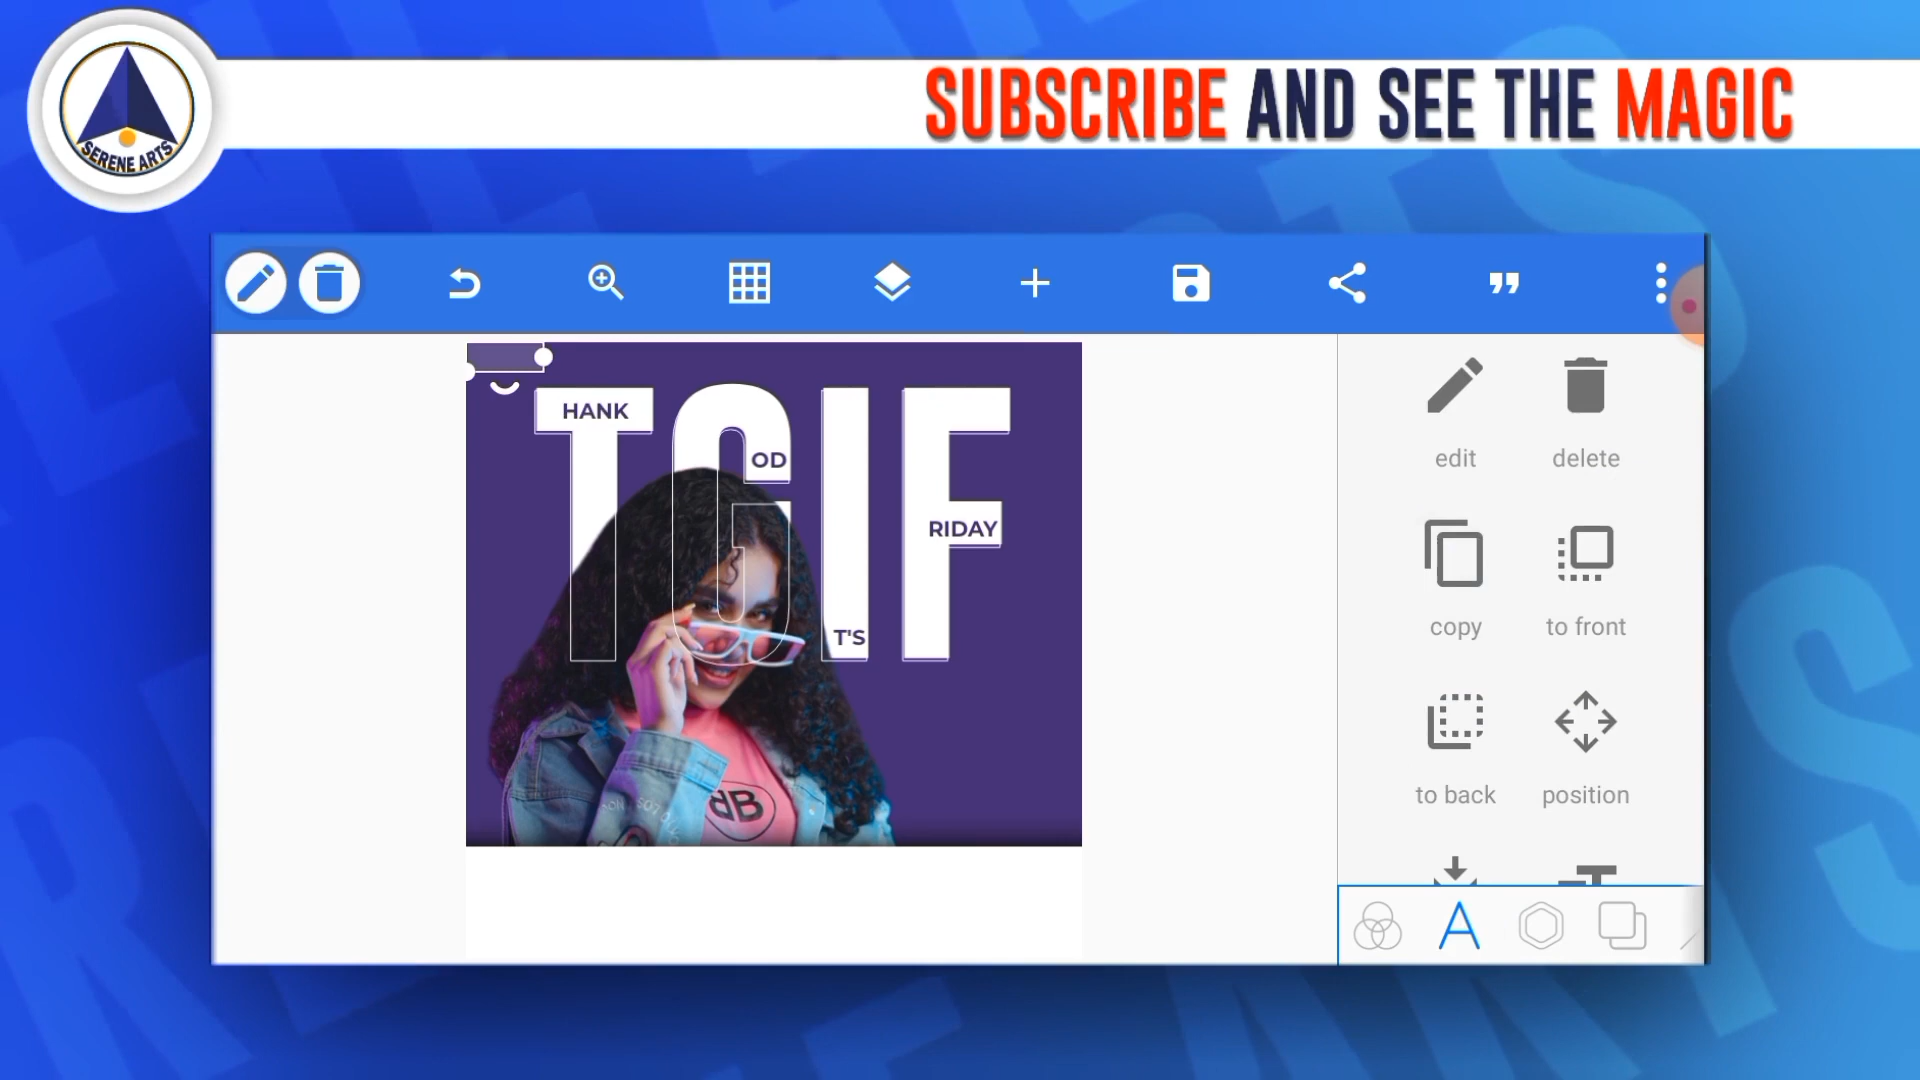 SUBSCRIBE AND SEE THE MAGIC
SERENE ARTS
TGIF
HANK
OD
RIDAY
T'S
BB
edit
delete
copy
to front
to back
position
A